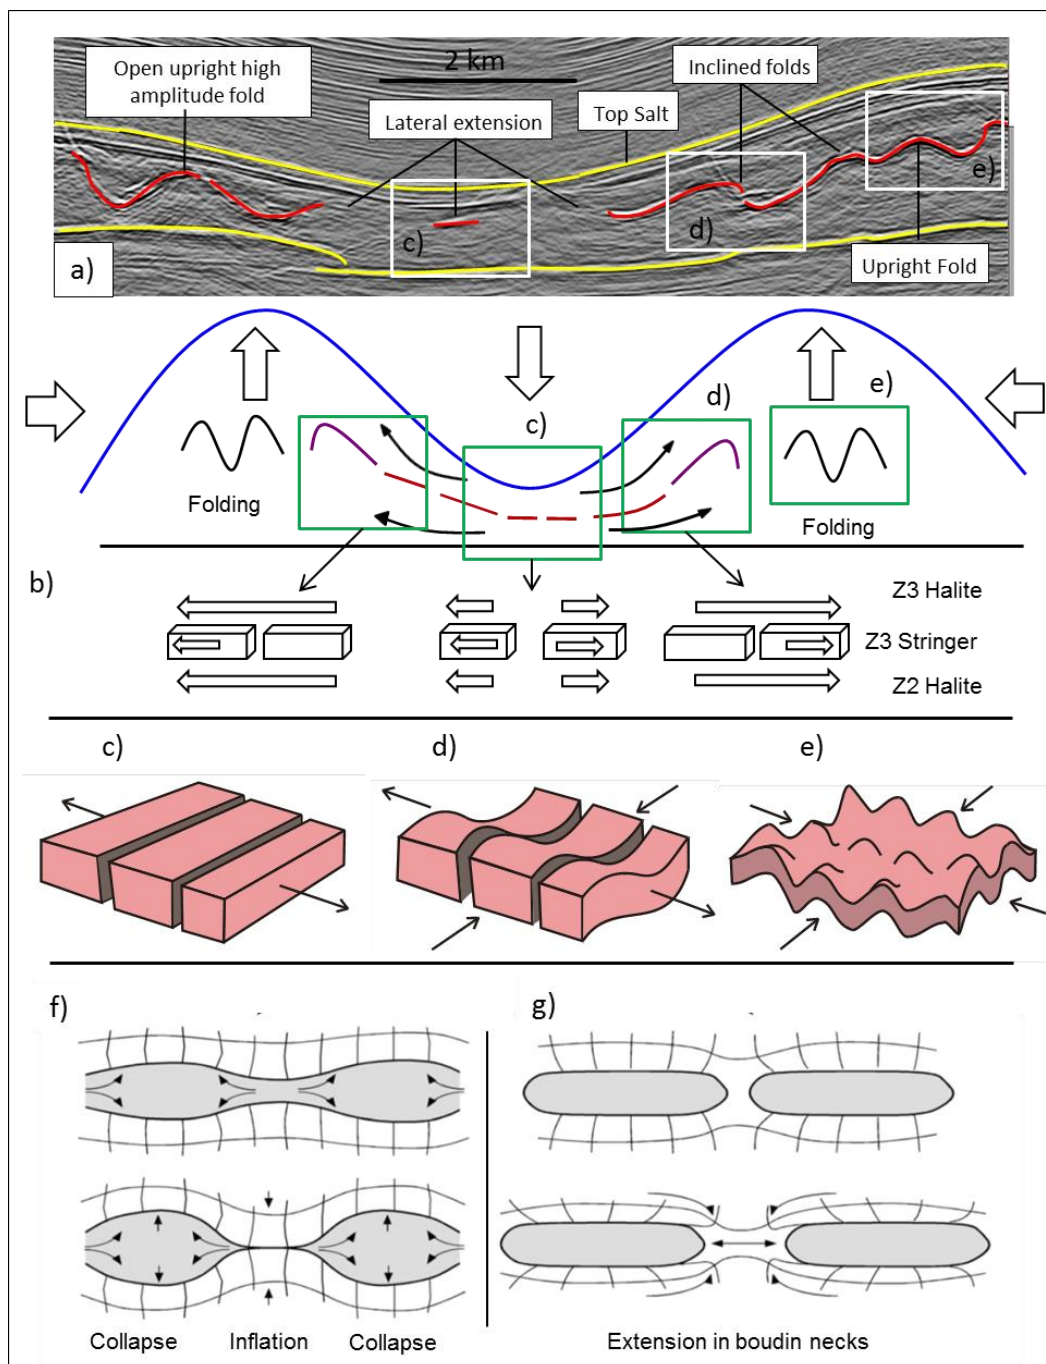 Open upright high
amplitude fold
2 km
Lateral extension
Top Salt
Inclined folds
e)
c)
d)
a)
Upright Fold
e)
d)
c)
Folding
Folding
b)
Z3 Halite
Z3 Stringer
Z2 Halite
c)
d)
e)
f)
g)
Collapse
Inflation
Collapse
Extension in boudin necks